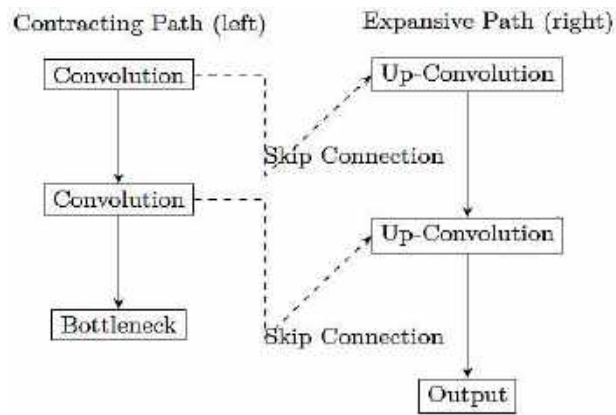 Contracting Path (left)
Expansive Path (right)
Convolution
Up-Convolution
Skip Connection
Convolution
Up-Convolution
Bottleneck
Skip Connection
Output